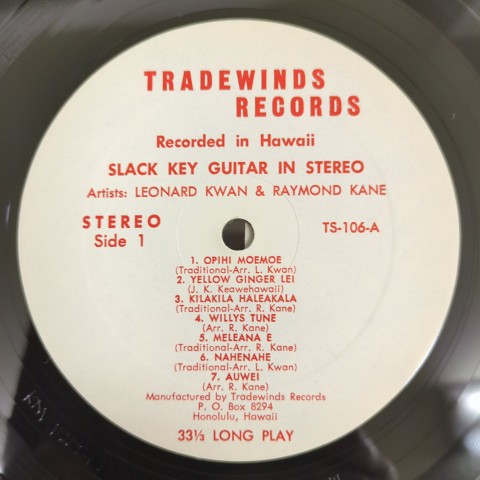 TRADEWINDS
RECORDS
Recorded in Hawaii
SLACK KEY GUITAR IN STEREO
Artists: LEONARD KWAN & RAYMOND KANE
STEREO
Side 1
TS-106-A
1. OPIHI MOEMOE
(Traditional-Arr. L. Kwan)
2. YELLOW GINGER LEI
(J. K. Keawehawaii)
3. KILAKILA HALEAKALA
(Traditional-Arr. R. Kane)
4. WILLYS TUNE
(Arr. R. Kane)
5. MELEANA E
(Traditional-Arr. R. Kane)
6. NAHENAHE
(Traditional-Arr. L. Kwan)
7. AUWEI
(Arr. R. Kane)
Manufactured by Tradewinds Records
P. O. Box 8294
Honolulu, Hawaii
33⅓ LONG PLAY